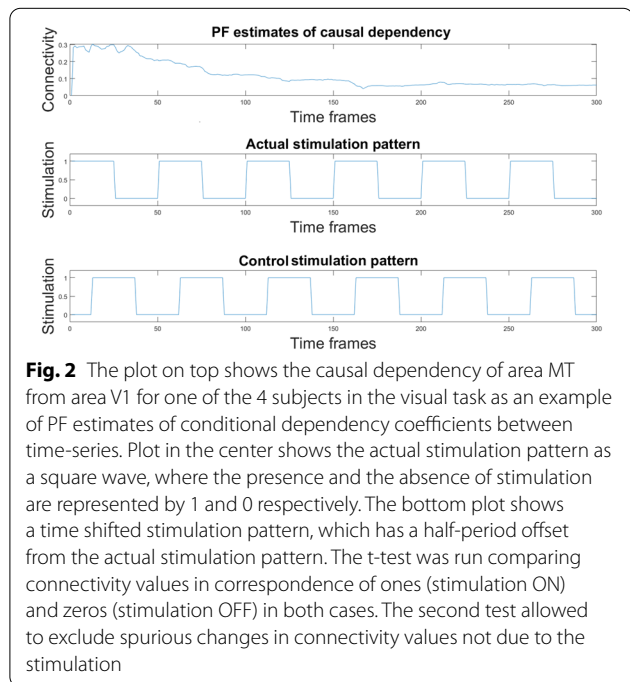 PF estimates of causal dependency
Connectivity
0.3
0.2
0.1
0
0 50 100 150 200 250 300
Time frames
Actual stimulation pattern
Stimulation
1
0.5
0
0 50 100 150 200 250 300
Time frames
Control stimulation pattern
Stimulation
1
0.5
0
0 50 100 150 200 250 300
Time frames
Fig. 2 The plot on top shows the causal dependency of area MT
from area V1 for one of the 4 subjects in the visual task as an example
of PF estimates of conditional dependency coefficients between
time-series. Plot in the center shows the actual stimulation pattern as
a square wave, where the presence and the absence of stimulation
are represented by 1 and 0 respectively. The bottom plot shows
a time shifted stimulation pattern, which has a half-period offset
from the actual stimulation pattern. The t-test was run comparing
connectivity values in correspondence of ones (stimulation ON)
and zeros (stimulation OFF) in both cases. The second test allowed
to exclude spurious changes in connectivity values not due to the
stimulation